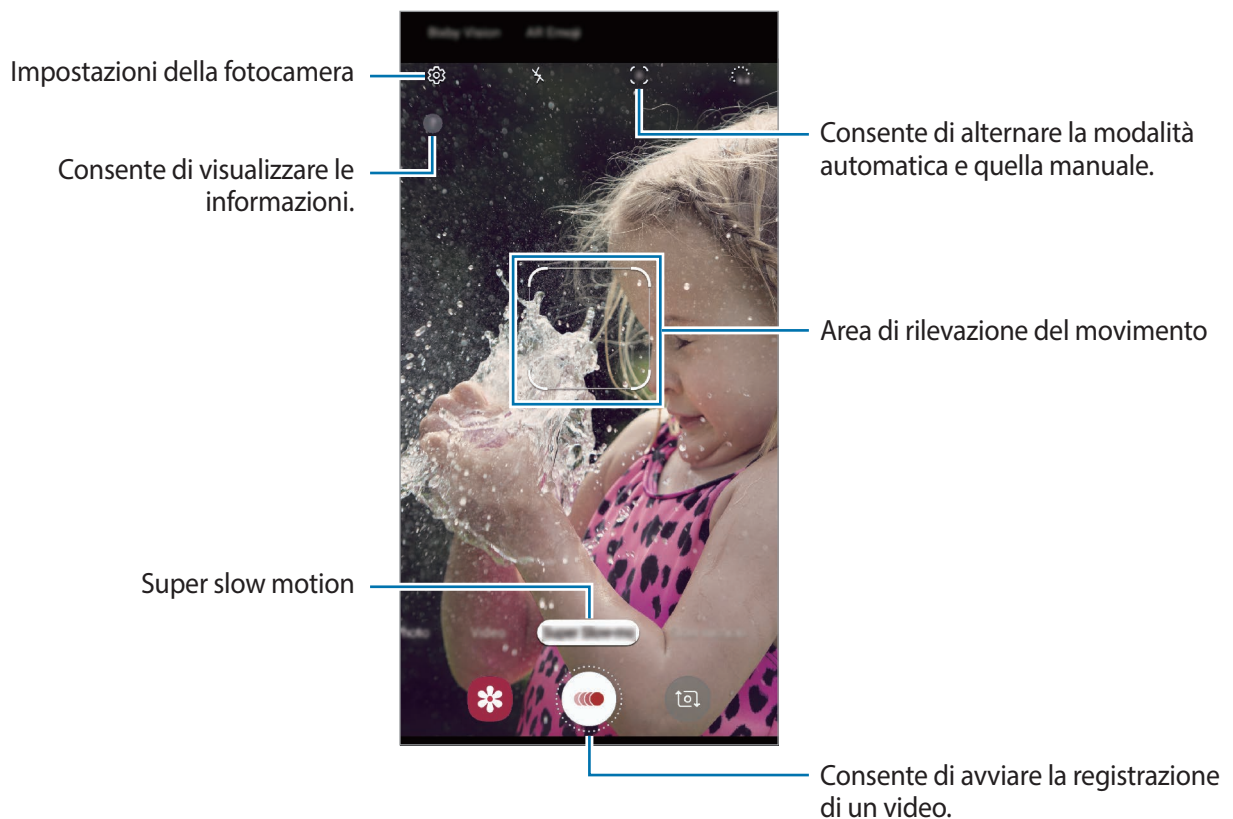 Impostazioni della fotocamera
Consente di visualizzare le
informazioni.
Consente di alternare la modalità
automatica e quella manuale.
Area di rilevazione del movimento
Super slow motion
Video
Consente di avviare la registrazione
di un video.